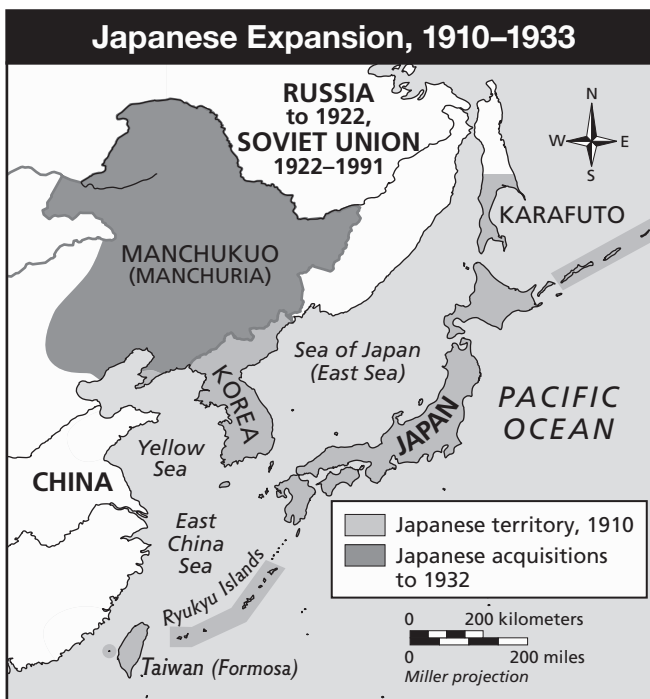 Japanese Expansion, 1910–1933
RUSSIA
to 1922,
SOVIET UNION
1922–1991
N
W
E
S
KARAFUTO
MANCHUKUO
(MANCHURIA)
Sea of Japan
(East Sea)
KOREA
JAPAN
PACIFIC
OCEAN
Yellow
Sea
CHINA
East
China
Sea
Ryukyu Islands
Taiwan (Formosa)
Japanese territory, 1910
Japanese acquisitions
to 1932
0 200 kilometers
0 200 miles
Miller projection